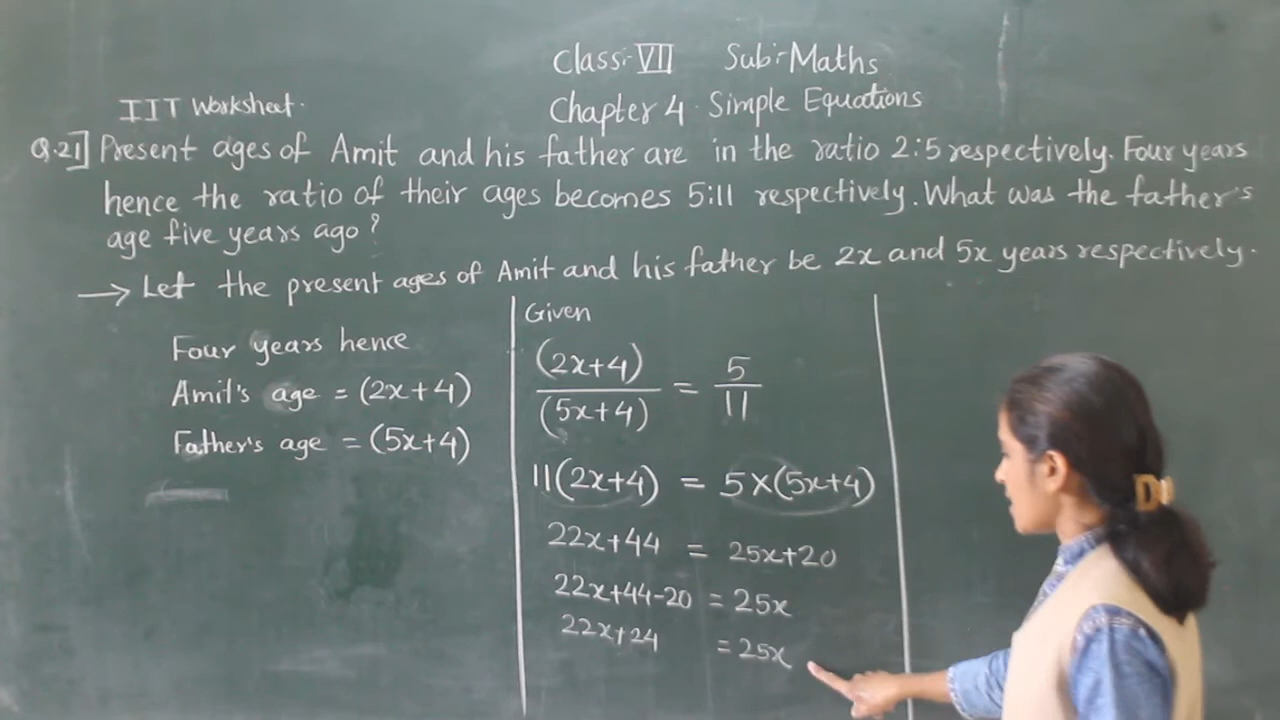 Class:- VII Sub:- Maths
IIT Worksheet.
Chapter 4. Simple Equations
Q.21] Present ages of Amit and his father are in the ratio 2:5 respectively. Four years
hence the ratio of their ages becomes 5:11 respectively. What was the father's
age five years ago?
→ Let the present ages of Amit and his father be 2x and 5x years respectively.
Four years hence
Amit's age = (2x+4)
Father's age = (5x+4)
Given
(2x+4)/(5x+4) = 5/11
11(2x+4) = 5×(5x+4)
22x+44 = 25x+20
22x+44-20 = 25x
22x+24 = 25x